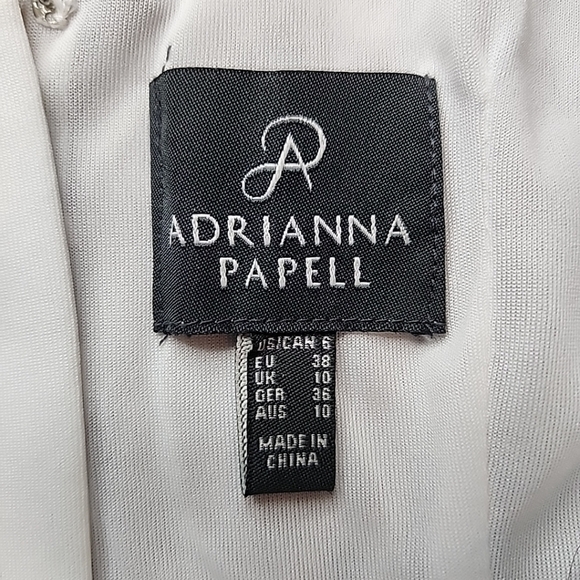 ADRIANNA
PAPELL
US/CAN 6
EU 38
UK 10
GER 36
AUS 10
MADE IN
CHINA